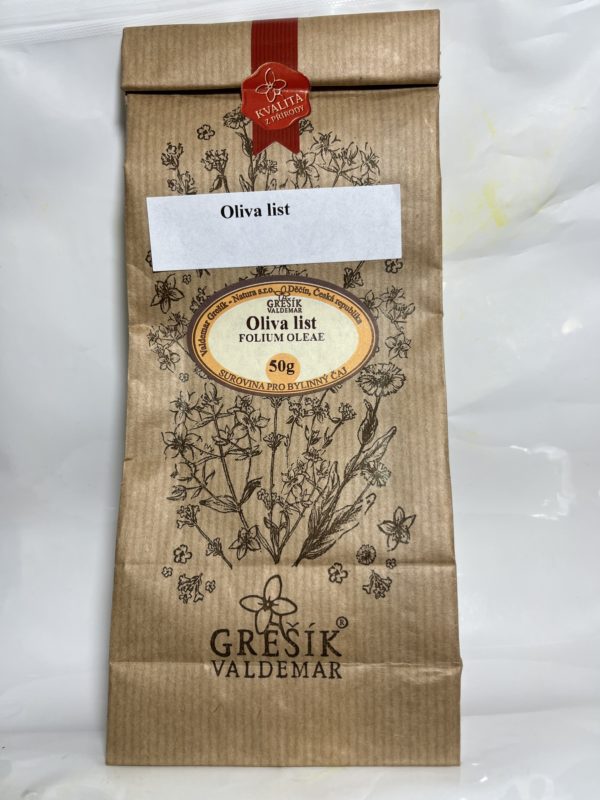 KVALITA
Z PŘÍRODY
Oliva list
Valdemar Grešík - Natura s.r.o. Děčín, Česká republika
GREŠÍK
VALDEMAR
Oliva list
FOLIUM OLEAE
50g
SUROVINA PRO BYLINNÝ ČAJ
GREŠÍK ®
VALDEMAR